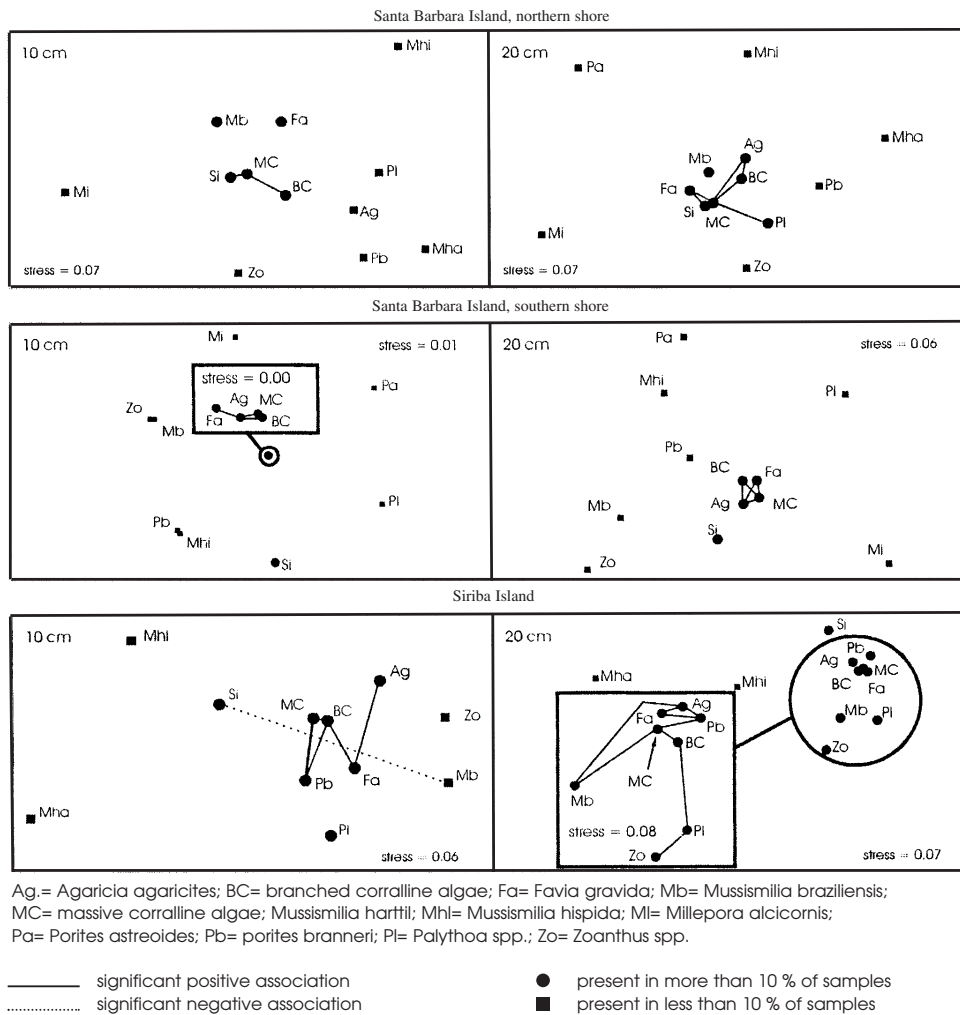 Santa Barbara Island, northern shore
10 cm
Mhi
Mb
Fa
MC
Si
BC
Pl
Mi
Ag
Mha
Pb
Zo
stress = 0.07
20 cm
Mhi
Pa
Mha
Ag
Mb
BC
Fa
Pb
Si
MC
Pl
Mi
Zo
stress = 0.07
Santa Barbara Island, southern shore
10 cm
Mi
stress = 0.01
stress = 0.00
Ag
MC
Fa
BC
Pa
Zo
Mb
Pl
Pb
Mhi
Si
20 cm
Pa
stress = 0.06
Mhi
Pl
Pb
BC
Fa
Ag
MC
Mb
Si
Zo
Mi
Siriba Island
10 cm
Mhi
Ag
Si
MC
BC
Zo
Pb
Fa
Mb
Mha
Pl
stress = 0.06
20 cm
Si
Pb
Ag
MC
BC
Fa
Mb
Pl
Zo
Mha
Mhi
Ag
Fa
Pb
BC
MC
Mb
stress = 0.08
Pl
Zo
stress = 0.07
Ag.= Agaricia agaricites; BC= branched corralline algae; Fa= Favia gravida; Mb= Mussismilia braziliensis;
MC= massive corralline algae; Mussismilia harttil; MhI= Mussismilia hispida; MI= Millepora alcicornis;
Pa= Porites astreoides; Pb= porites branneri; Pl= Palythoa spp.; Zo= Zoanthus spp.
significant positive association
present in more than 10 % of samples
significant negative association
present in less than 10 % of samples